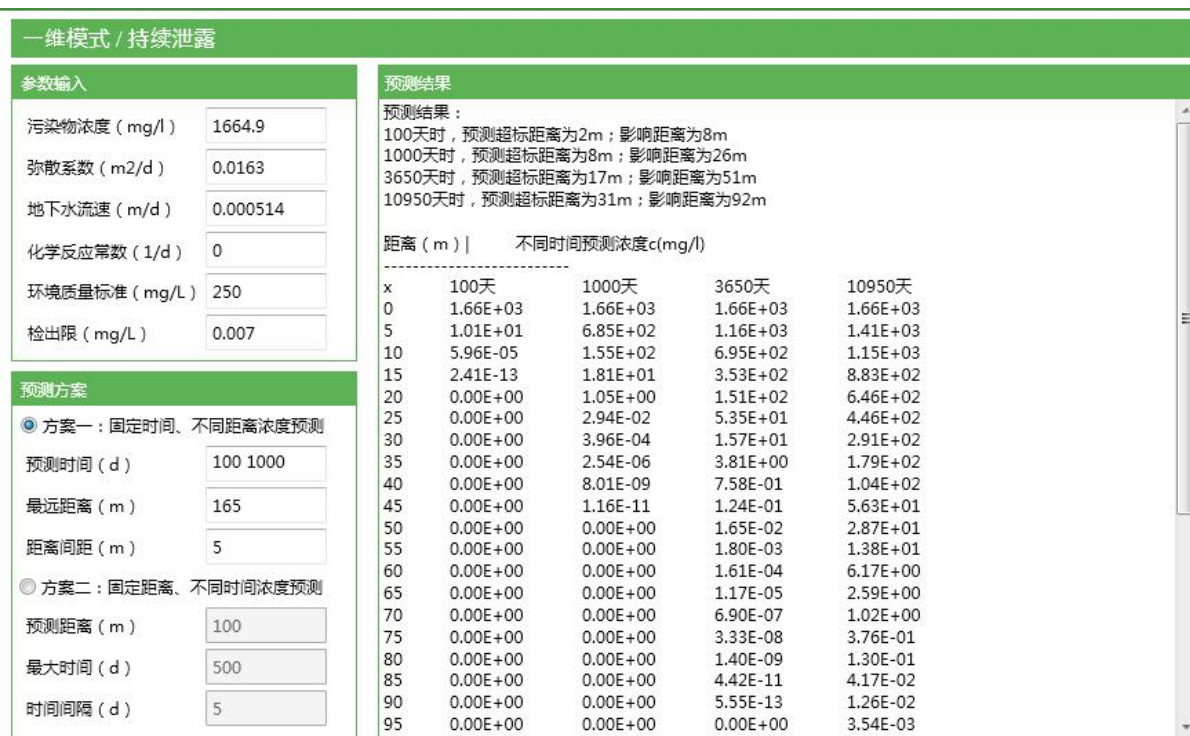 一维模式 / 持续泄露
参数输入
污染物浓度（mg/l） 1664.9
弥散系数（m2/d） 0.0163
地下水流速（m/d） 0.000514
化学反应常数（1/d） 0
环境质量标准（mg/L） 250
检出限（mg/L） 0.007
预测方案
方案一：固定时间、不同距离浓度预测
预测时间（d） 100 1000
最远距离（m） 165
距离间距（m） 5
方案二：固定距离、不同时间浓度预测
预测距离（m） 100
最大时间（d） 500
时间间隔（d） 5
预测结果
预测结果：
100天时，预测超标距离为2m；影响距离为8m
1000天时，预测超标距离为8m；影响距离为26m
3650天时，预测超标距离为17m；影响距离为51m
10950天时，预测超标距离为31m；影响距离为92m
距离（m）| 不同时间预测浓度c(mg/l)
--------------------------
x 100天 1000天 3650天 10950天
0 1.66E+03 1.66E+03 1.66E+03 1.66E+03
5 1.01E+01 6.85E+02 1.16E+03 1.41E+03
10 5.96E-05 1.55E+02 6.95E+02 1.15E+03
15 2.41E-13 1.81E+01 3.53E+02 8.83E+02
20 0.00E+00 1.05E+00 1.51E+02 6.46E+02
25 0.00E+00 2.94E-02 5.35E+01 4.46E+02
30 0.00E+00 3.96E-04 1.57E+01 2.91E+02
35 0.00E+00 2.54E-06 3.81E+00 1.79E+02
40 0.00E+00 8.01E-09 7.58E-01 1.04E+02
45 0.00E+00 1.16E-11 1.24E-01 5.63E+01
50 0.00E+00 0.00E+00 1.65E-02 2.87E+01
55 0.00E+00 0.00E+00 1.80E-03 1.38E+01
60 0.00E+00 0.00E+00 1.61E-04 6.17E+00
65 0.00E+00 0.00E+00 1.17E-05 2.59E+00
70 0.00E+00 0.00E+00 6.90E-07 1.02E+00
75 0.00E+00 0.00E+00 3.33E-08 3.76E-01
80 0.00E+00 0.00E+00 1.40E-09 1.30E-01
85 0.00E+00 0.00E+00 4.42E-11 4.17E-02
90 0.00E+00 0.00E+00 5.55E-13 1.26E-02
95 0.00E+00 0.00E+00 0.00E+00 3.54E-03